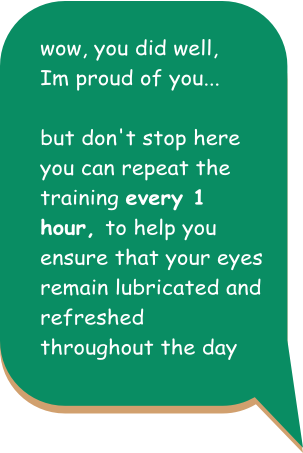 wow, you did well,
Im proud of you...
but don't stop here
you can repeat the
training every 1
hour, to help you
ensure that your eyes
remain lubricated and
refreshed
throughout the day